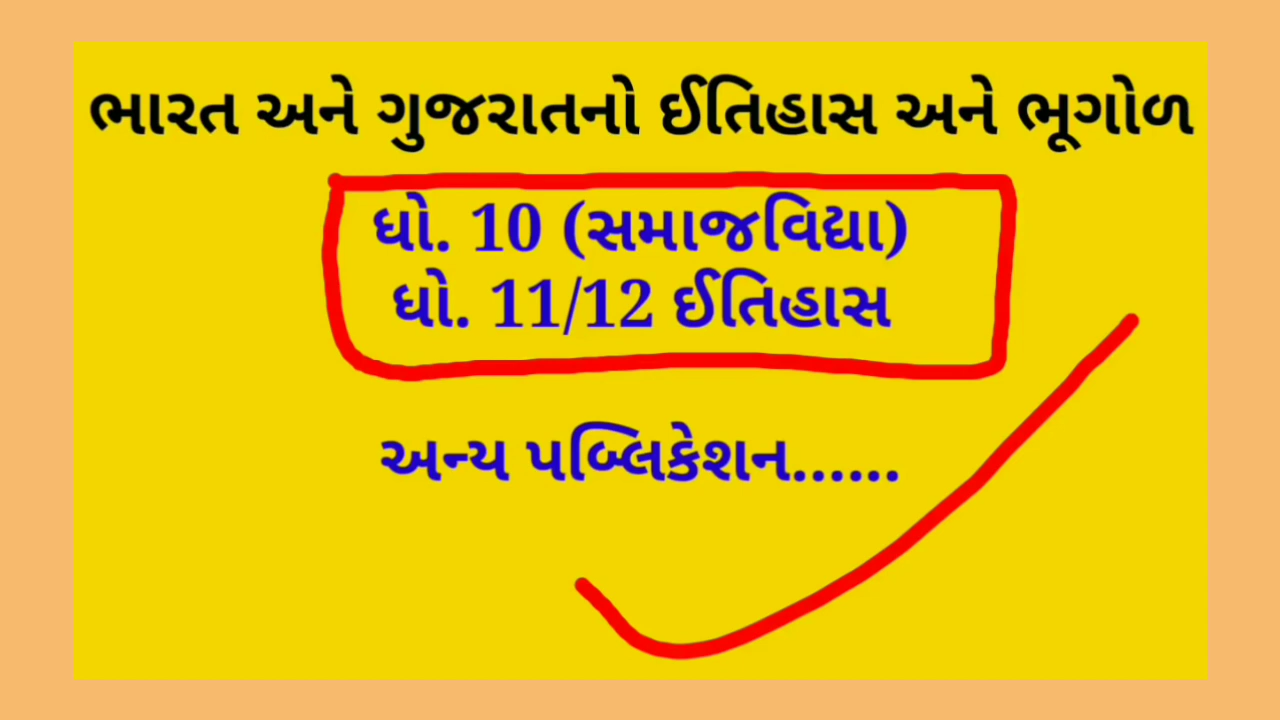 ભારત અને ગુજરાતનો ઈતિહાસ અને ભૂગોળ
ધો. 10 (સમાજવિદ્યા)
ધો. 11/12 ઈતિહાસ
અન્ય પબ્લિકેશન......